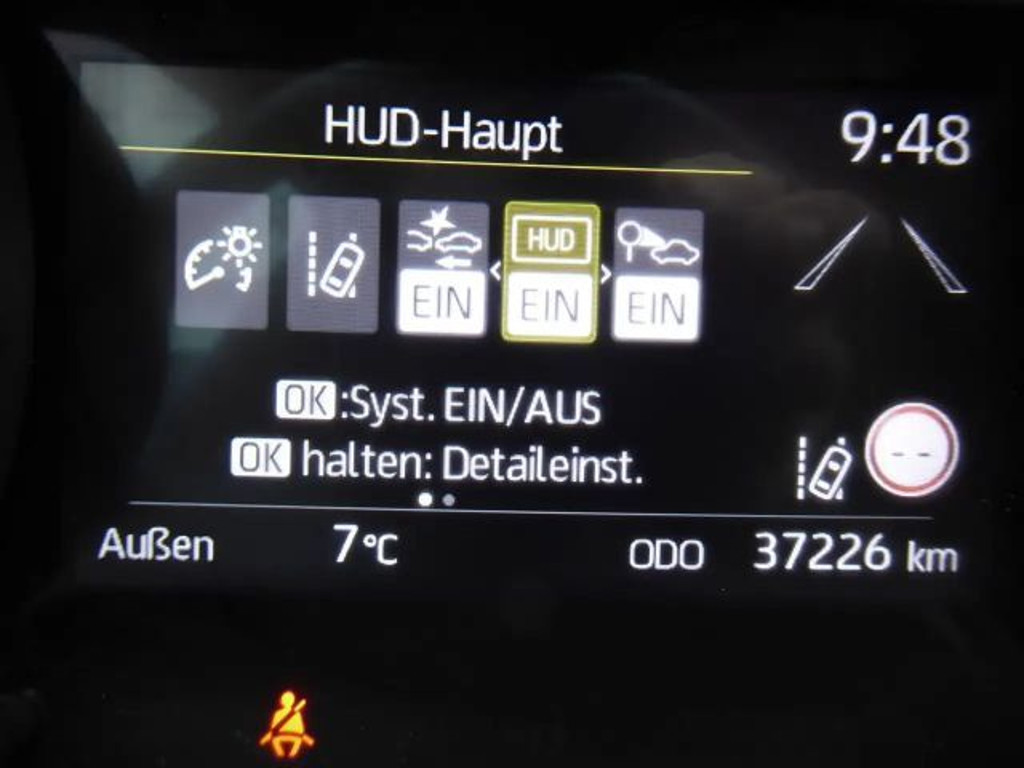 HUD-Haupt
9:48
HUD
EIN EIN EIN
OK :Syst. EIN/AUS
OK halten: Detaileinst.
--
Außen 7°C ODO 37226 km